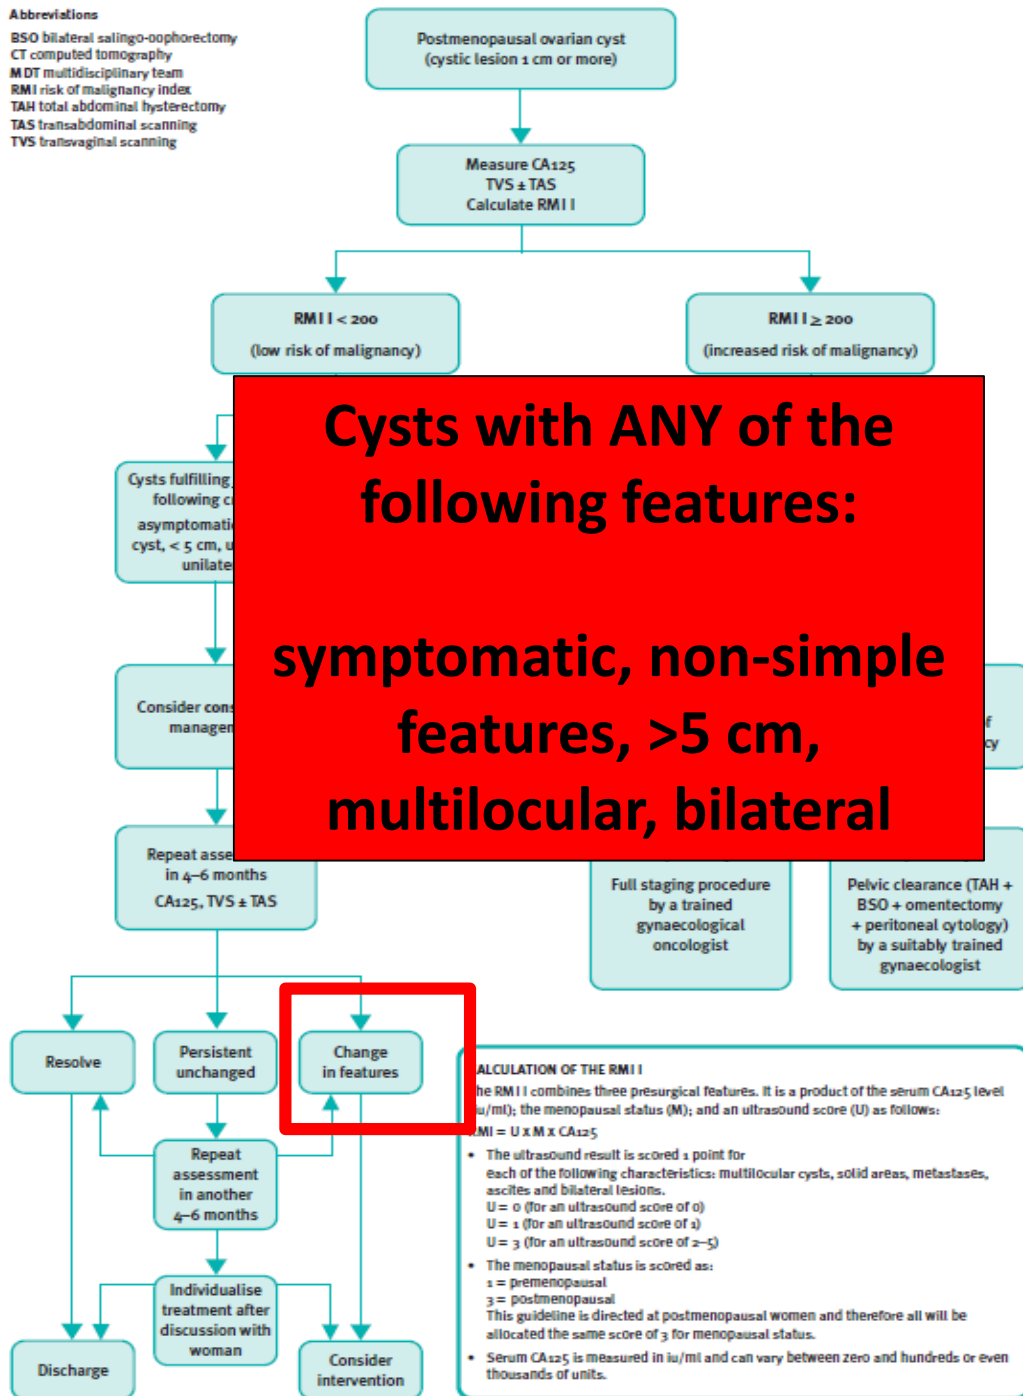 Abbreviations
BSO bilateral salingo-oophorectomy
CT computed tomography
MDT multidisciplinary team
RMI risk of malignancy index
TAH total abdominal hysterectomy
TAS transabdominal scanning
TVS transvaginal scanning
Postmenopausal ovarian cyst
(cystic lesion 1 cm or more)
Measure CA125
TVS ± TAS
Calculate RMI I
RMI I < 200
(low risk of malignancy)
RMI I ≥ 200
(increased risk of malignancy)
Cysts with ANY of the
following features:
symptomatic, non-simple
features, >5 cm,
multilocular, bilateral
Cysts fulfilling
following
asymptomatic
cyst, < 5 cm,
Consider
Repeat
in 4–6 months
CA125, TVS ± TAS
Full staging procedure
by a trained
gynaecological
oncologist
Pelvic clearance (TAH +
BSO + omentectomy
+ peritoneal cytology)
by a suitably trained
gynaecologist
Resolve
Persistent
unchanged
Change
in features
Repeat
assessment
in another
4–6 months
Individualise
treatment after
discussion with
woman
Discharge
Consider
intervention
ALCULATION OF THE RMI I
he RMI I combines three presurgical features. It is a product of the serum CA125 level
u/ml); the menopausal status (M); and an ultrasound score (U) as follows:
RMI = U x M x CA125
• The ultrasound result is scored 1 point for
each of the following characteristics: multilocular cysts, solid areas, metastases,
ascites and bilateral lesions.
U = 0 (for an ultrasound score of 0)
U = 1 (for an ultrasound score of 1)
U = 3 (for an ultrasound score of 2–5)
• The menopausal status is scored as:
1 = premenopausal
3 = postmenopausal
This guideline is directed at postmenopausal women and therefore all will be
allocated the same score of 3 for menopausal status.
• Serum CA125 is measured in iu/ml and can vary between zero and hundreds or even
thousands of units.